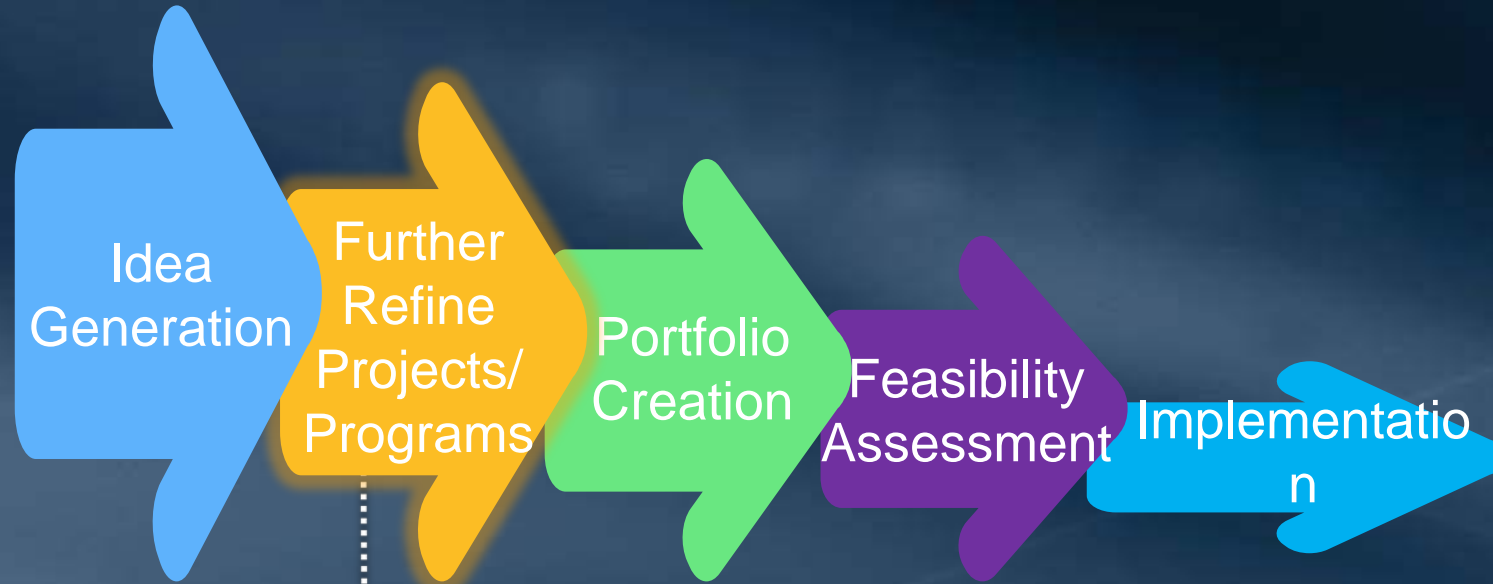 Idea
Generation
Further
Refine
Projects/
Programs
Portfolio
Creation
Feasibility
Assessment
Implementatio
n